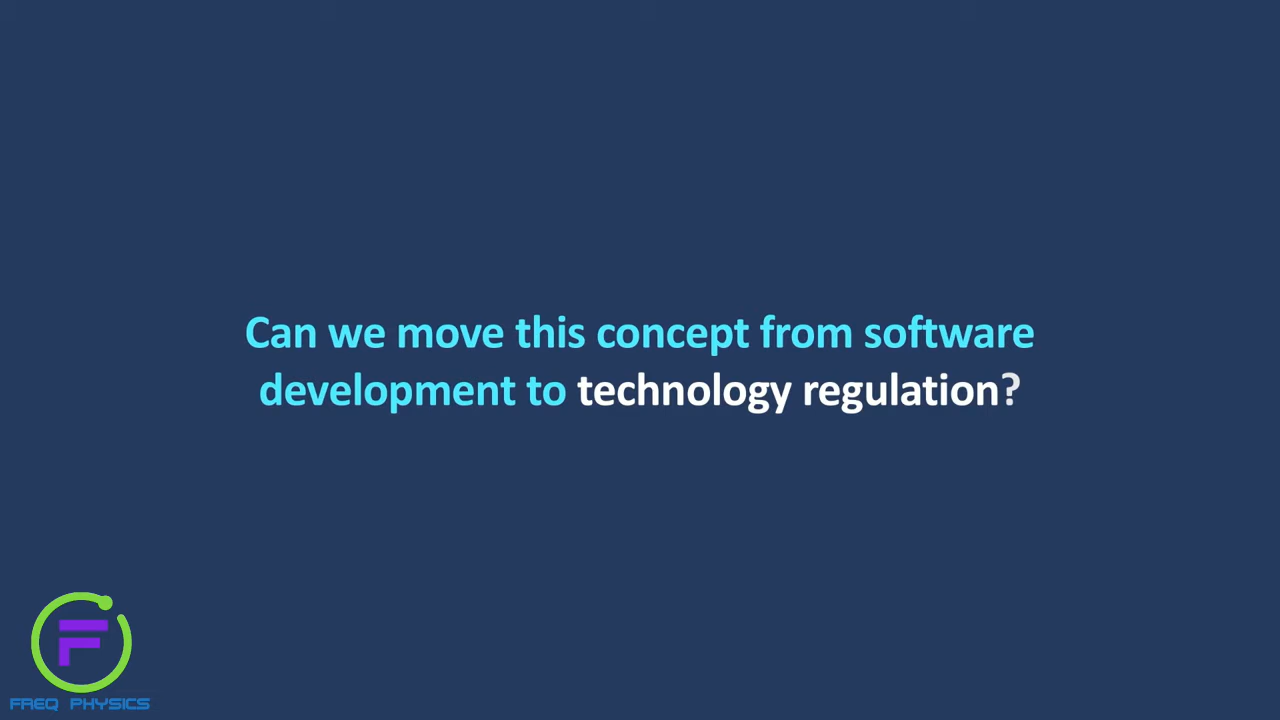 Can we move this concept from software
development to technology regulation?
F
FREQ PHYSICS